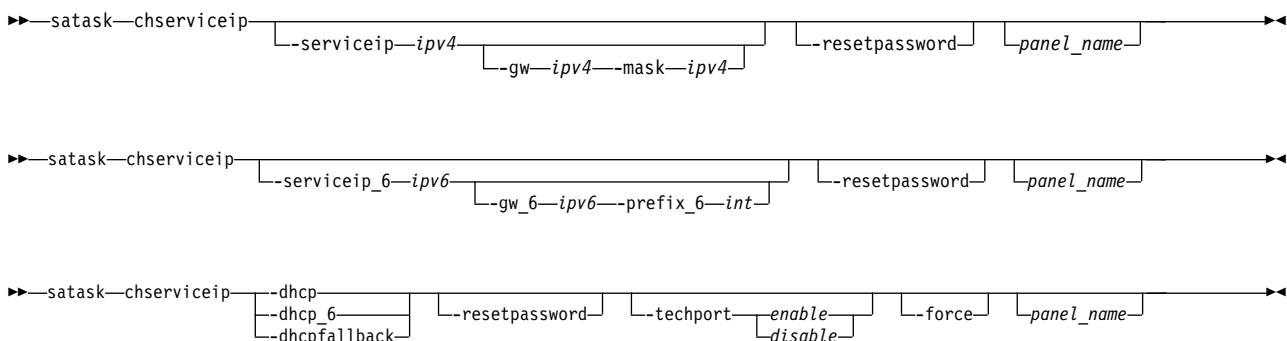 satask chserviceip -serviceip ipv4 -gw ipv4 -mask ipv4 -resetpassword panel_name
satask chserviceip -serviceip_6 ipv6 -gw_6 ipv6 -prefix_6 int -resetpassword panel_name
satask chserviceip -dhcp -resetpassword -techport enable -force panel_name
-dhcp_6 disable
-dhcpfallback